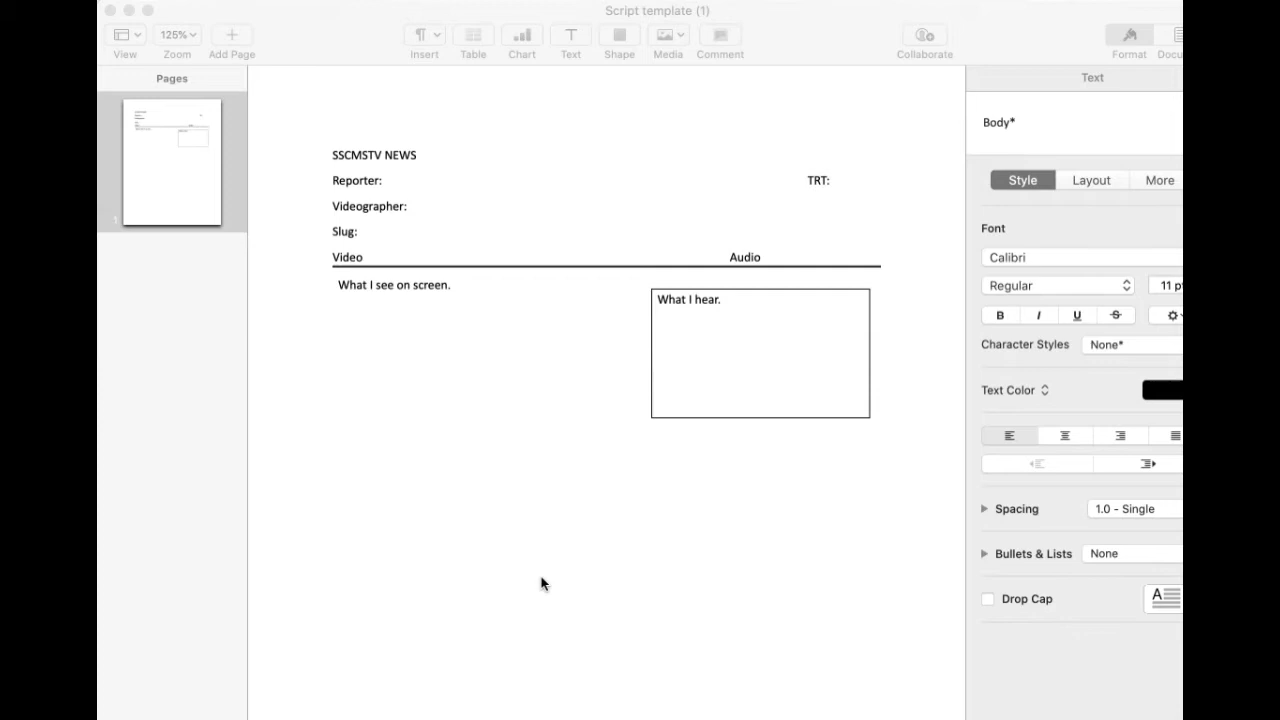 Script template (1)
View
125%
Zoom
Add Page
Insert
Table
Chart
Text
Shape
Media
Comment
Collaborate
Format
Pages
Text
1
SSCMSTV NEWS
Reporter:
TRT:
Videographer:
Slug:
Video
Audio
What I see on screen.
What I hear.
Body*
Style
Layout
More
Font
Calibri
Regular
11
B I U S
Character Styles
None*
Text Color
Spacing
1.0 - Single
Bullets & Lists
None
Drop Cap
A